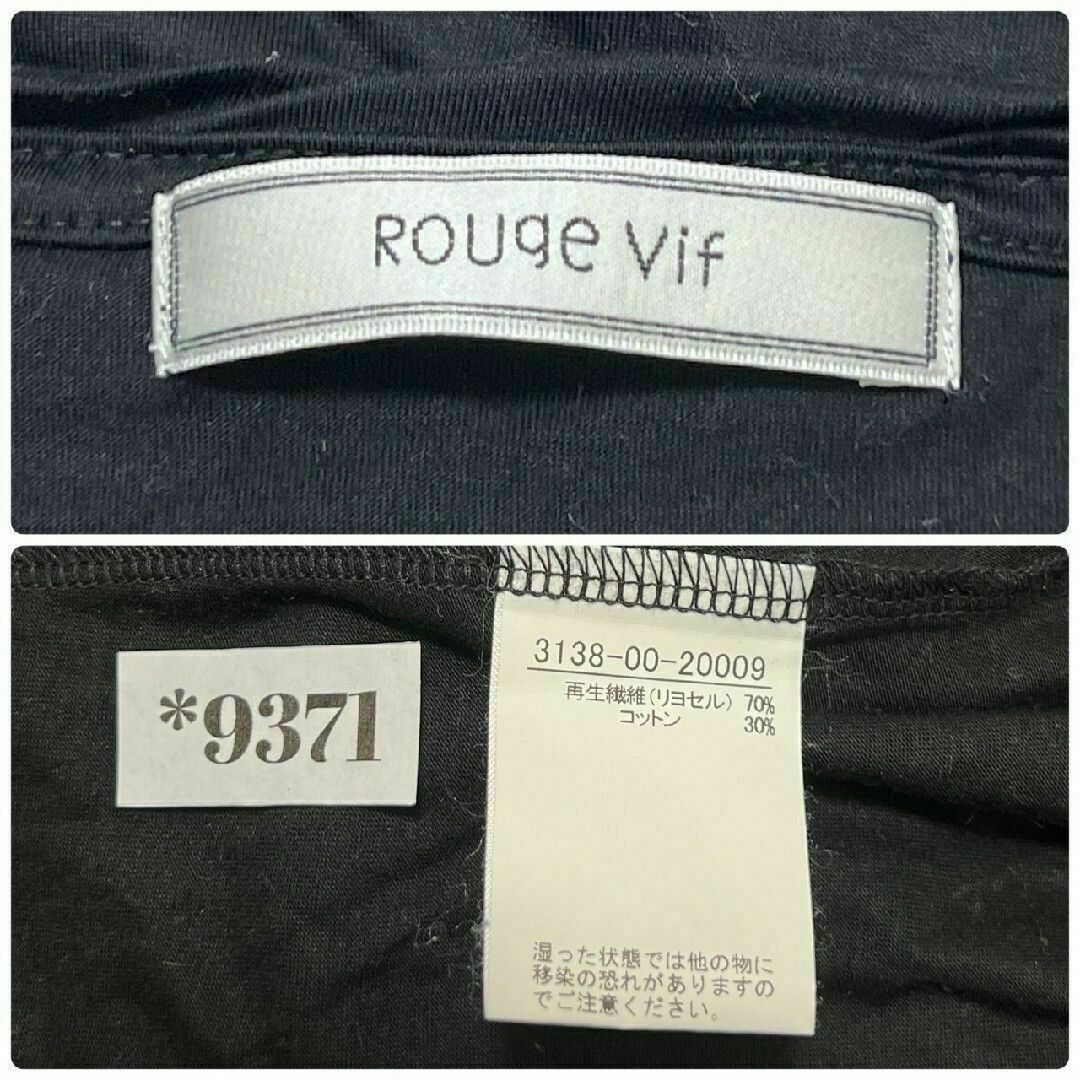 Rouge Vif
*9371
3138-00-20009
再生繊維(リヨセル) 70%
コットン 30%
湿った状態では他の物に
移染の恐れがありますの
でご注意ください。